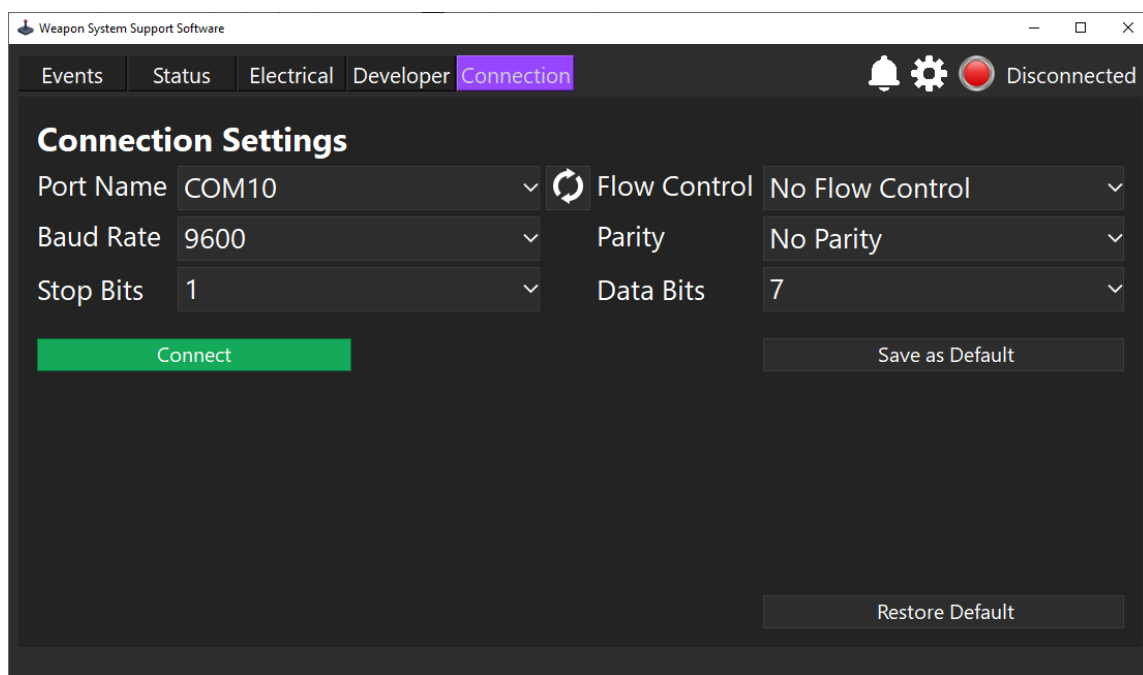 Weapon System Support Software
Events Status Electrical Developer Connection Disconnected
Connection Settings
Port Name COM10 Flow Control No Flow Control
Baud Rate 9600 Parity No Parity
Stop Bits 1 Data Bits 7
Connect Save as Default
Restore Default